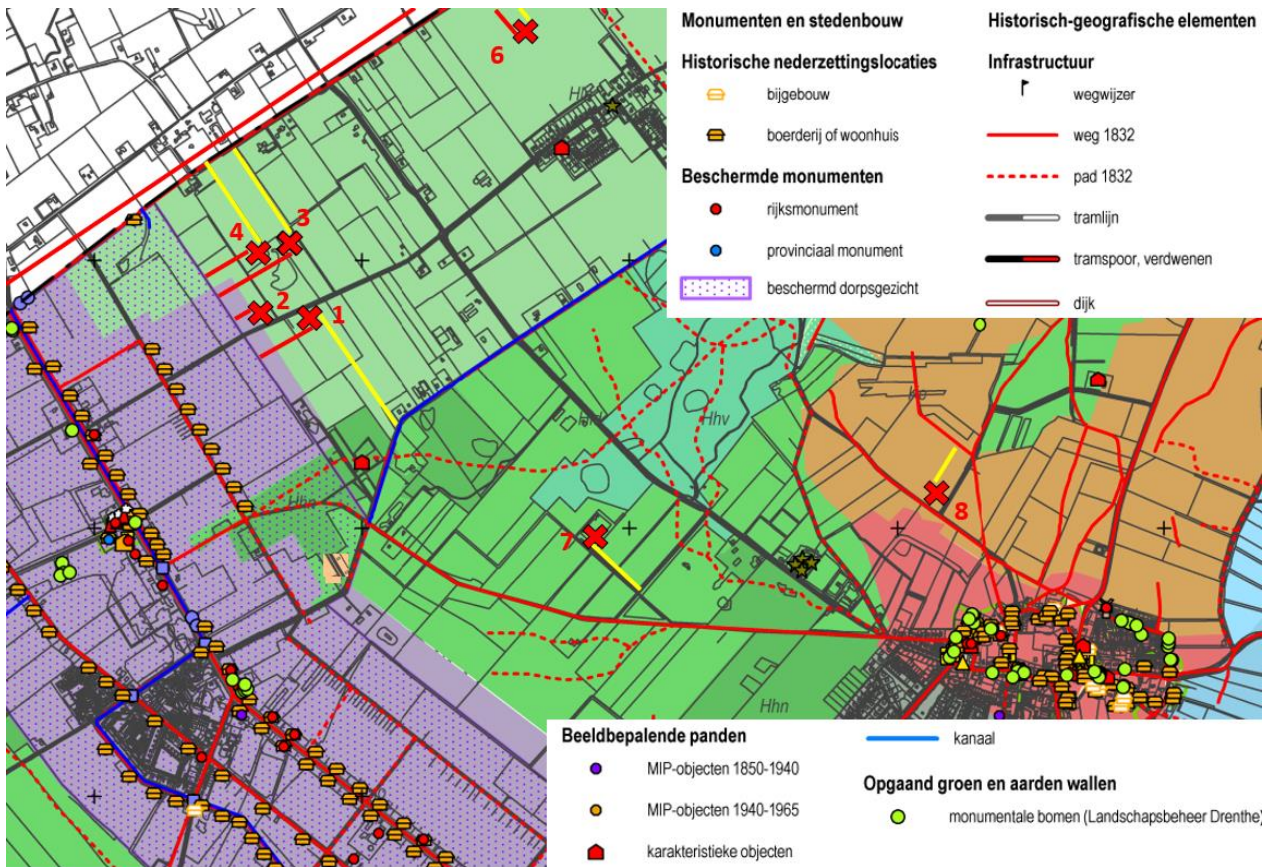 6
3
4
2
1
7
8
Hhv
Hhn
Hhn
Monumenten en stedenbouw
Historische nederzettingslocaties
bijgebouw
boerderij of woonhuis
Beschermde monumenten
rijksmonument
provinciaal monument
beschermd dorpsgezicht
Historisch-geografische elementen
Infrastructuur
wegwijzer
weg 1832
pad 1832
tramlijn
tramspoor, verdwenen
dijk
Beeldbepalende panden
MIP-objecten 1850-1940
MIP-objecten 1940-1965
karakteristieke objecten
kanaal
Opgaand groen en aarden wallen
monumentale bomen (Landschapsbeheer Drenthe)